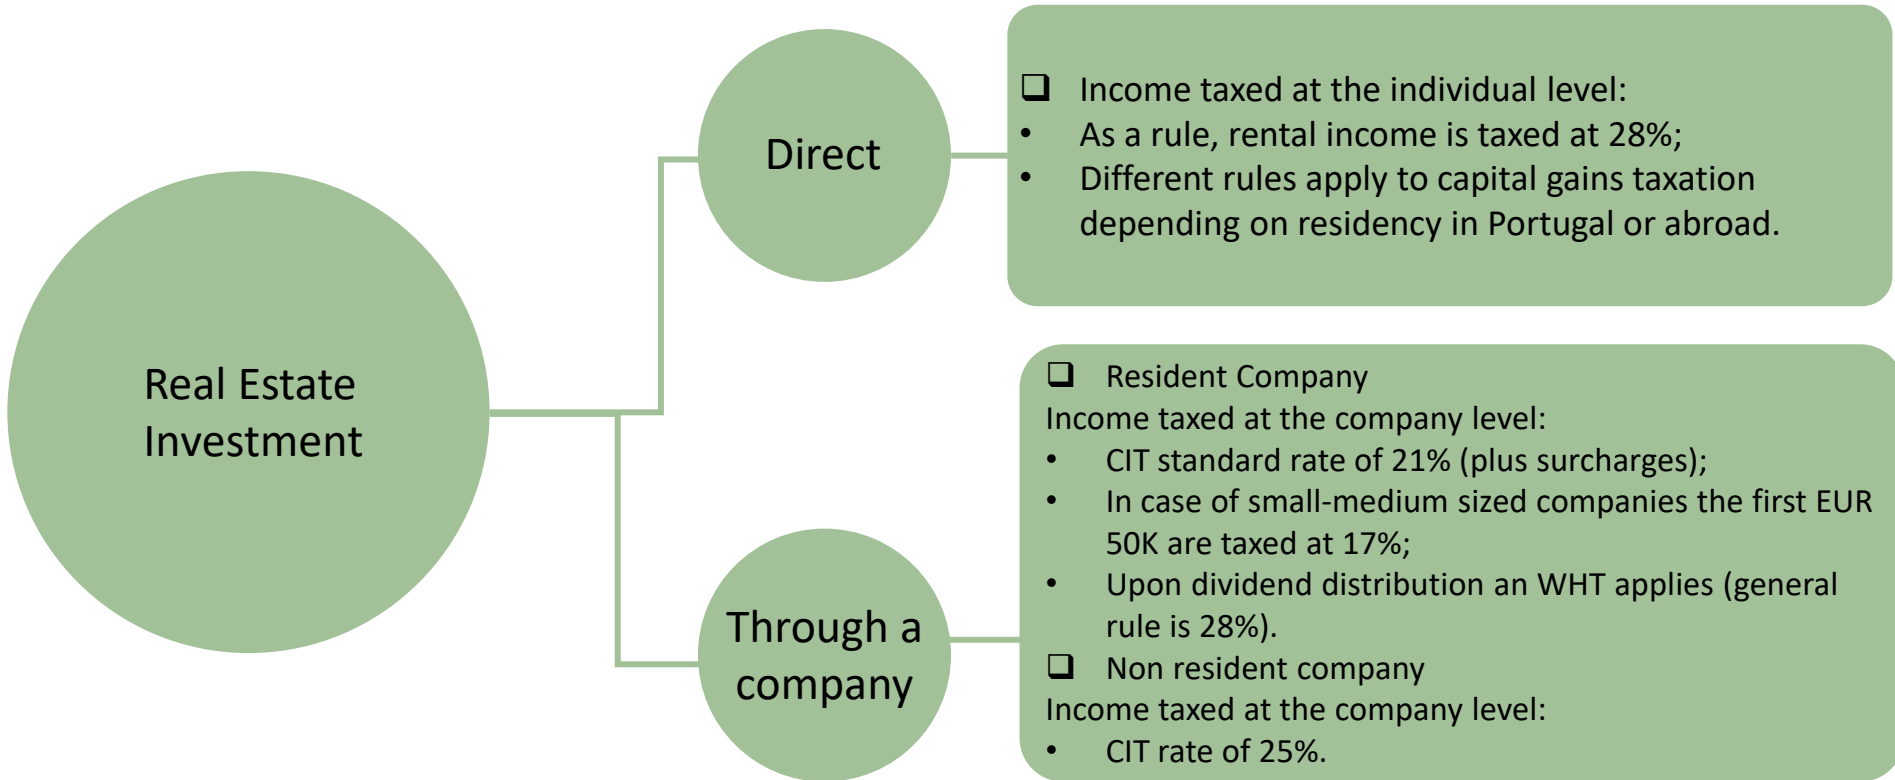 Real Estate
Investment
Direct
❑ Income taxed at the individual level:
• As a rule, rental income is taxed at 28%;
• Different rules apply to capital gains taxation
depending on residency in Portugal or abroad.
Through a
company
❑ Resident Company
Income taxed at the company level:
• CIT standard rate of 21% (plus surcharges);
• In case of small-medium sized companies the first EUR
50K are taxed at 17%;
• Upon dividend distribution an WHT applies (general
rule is 28%).
❑ Non resident company
Income taxed at the company level:
• CIT rate of 25%.